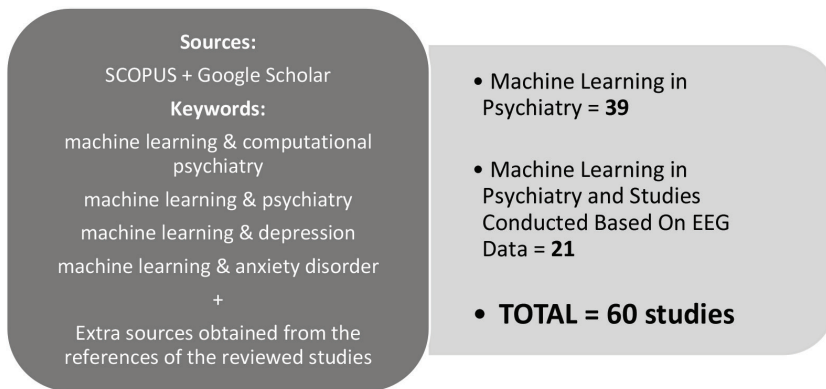 Sources:
SCOPUS + Google Scholar
Keywords:
machine learning & computational
psychiatry
machine learning & psychiatry
machine learning & depression
machine learning & anxiety disorder
+
Extra sources obtained from the
references of the reviewed studies
• Machine Learning in
Psychiatry = 39
• Machine Learning in
Psychiatry and Studies
Conducted Based On EEG
Data = 21
• TOTAL = 60 studies